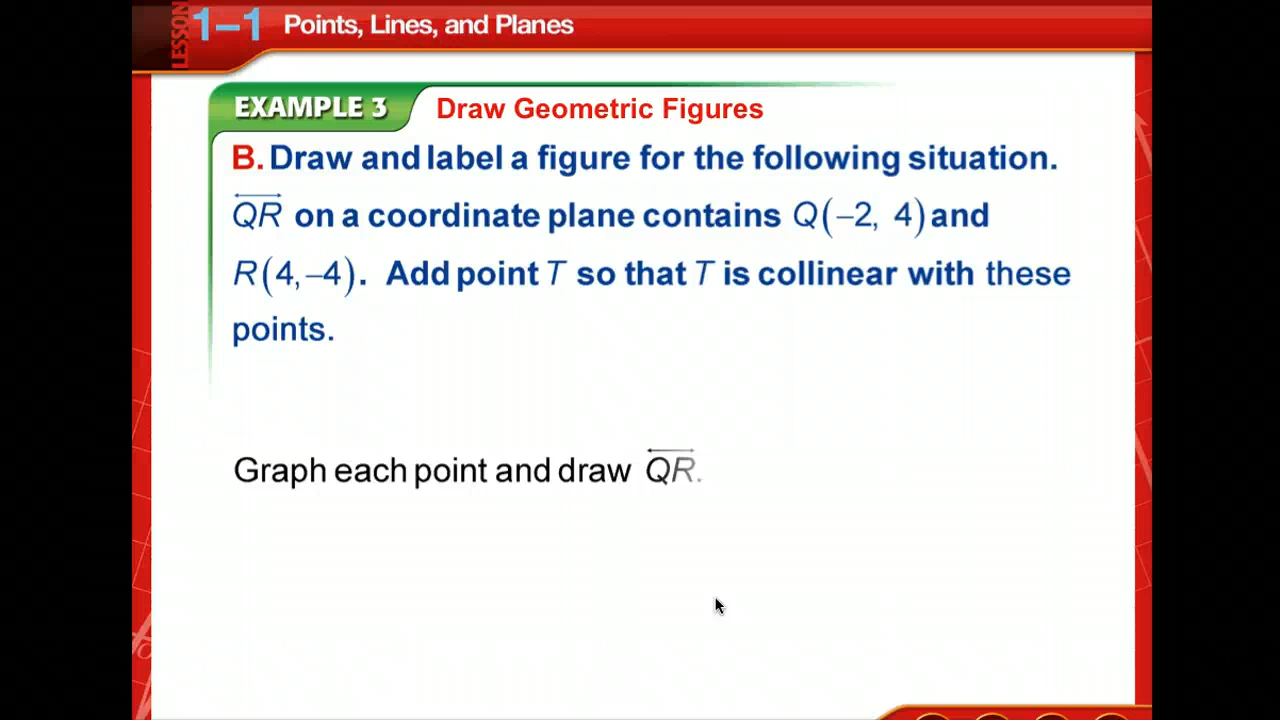 LESSON
1–1 Points, Lines, and Planes
EXAMPLE 3 Draw Geometric Figures
B. Draw and label a figure for the following situation.
QR on a coordinate plane contains Q(–2, 4) and
R(4, –4). Add point T so that T is collinear with these
points.
Graph each point and draw QR.